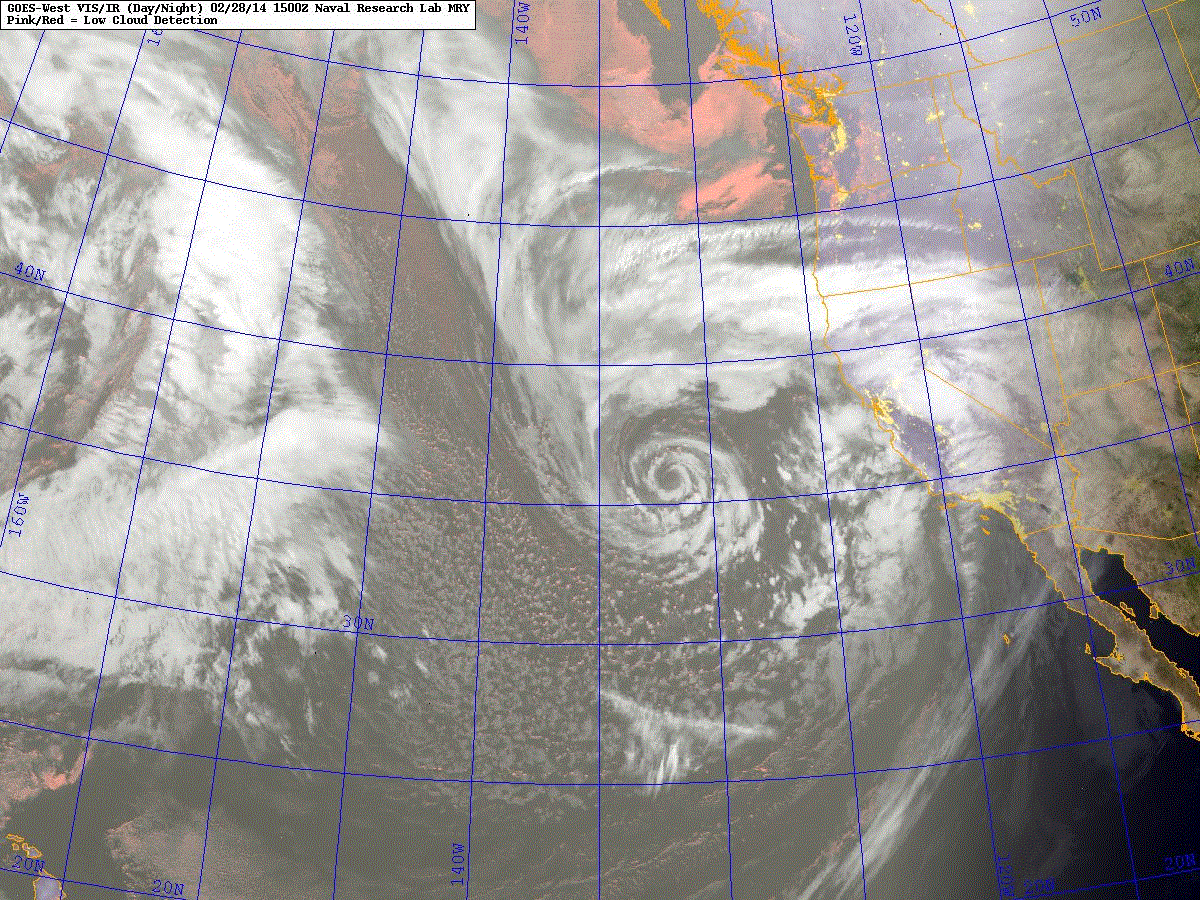 GOES-West VIS/IR (Day/Night) 02/28/14 1500Z Naval Research Lab MRY
Pink/Red = Low Cloud Detection
140W
120W
50N
40N
40N
160W
30N
30N
140W
20N
20N
20N